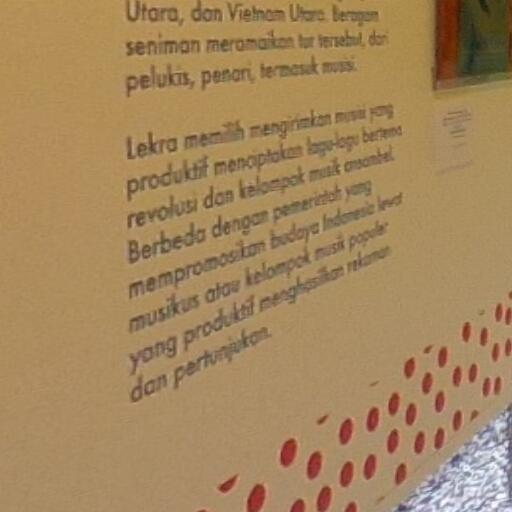 Utara, dan Vietnam Utara. Beragam
seniman meramaikan tur tersebut, dari
pelukis, penari, termasuk musisi.
Lekra memilih mengirimkan musisi yang
produktif menciptakan lagu-lagu bertema
revolusi dan kelompok musik ansambel.
Berbeda dengan pemerintah yang
mempromosikan budaya Indonesia lewat
musikus atau kelompok musik populer
yang produktif menghasilkan rekaman
dan pertunjukan.